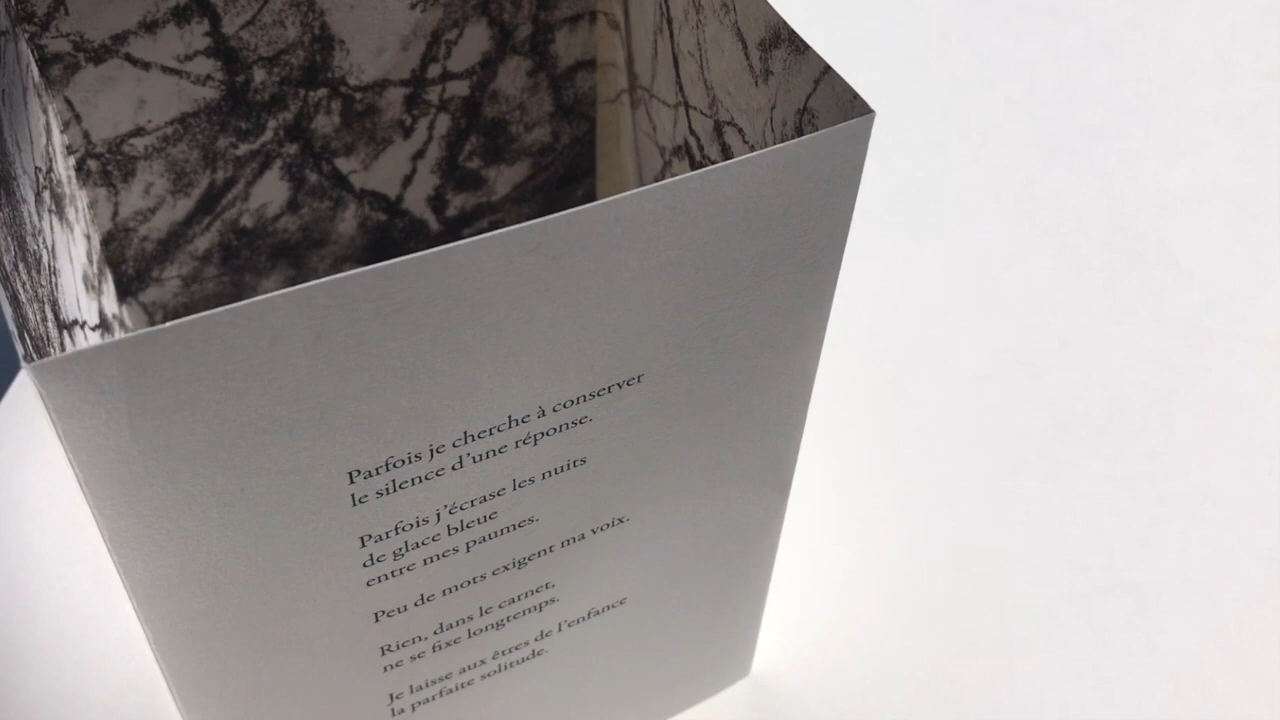 Parfois je cherche à conserver
le silence d'une réponse.
Parfois j'écrase les nuits
de glace bleue
entre mes paumes.
Peu de mots exigent ma voix.
Rien, dans le carnet,
ne se fixe longtemps.
Je laisse aux êtres de l'enfance
la parfaite solitude.